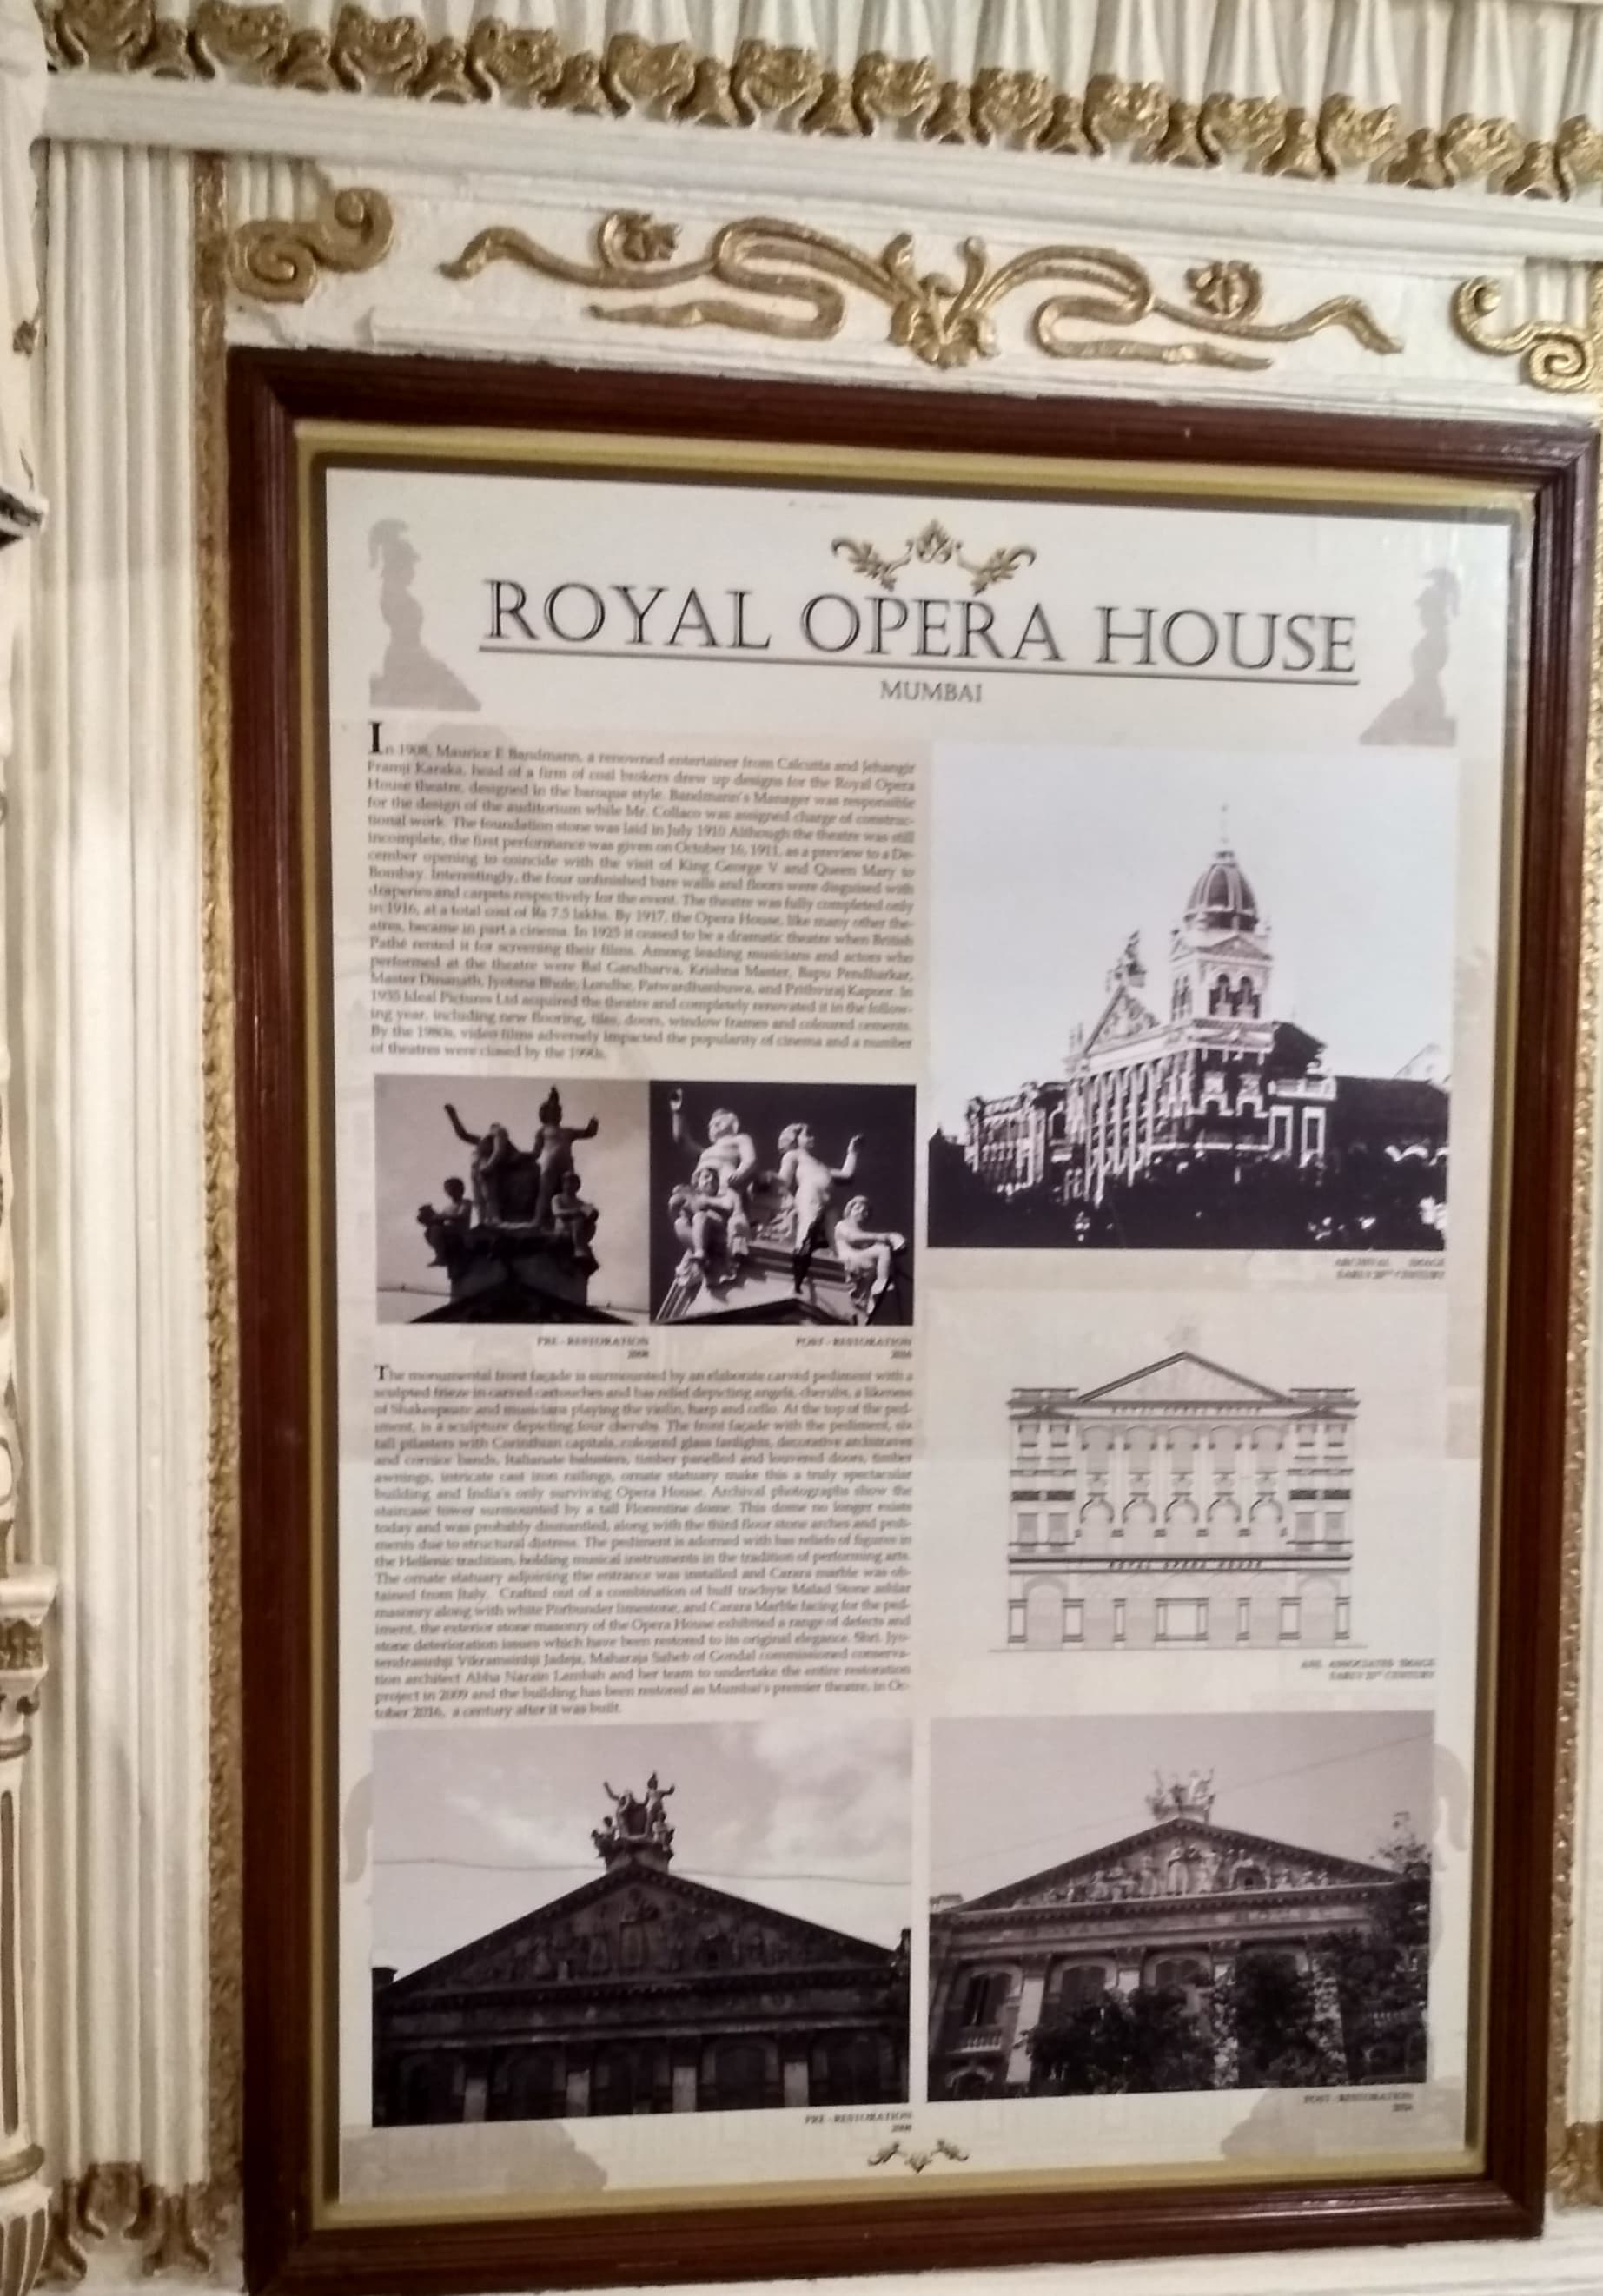 ROYAL OPERA HOUSE
MUMBAI
In 1908, Maurice E Bandmann, a renowned entertainer from Calcutta and Jehangir
Framji Karaka, head of a firm of coal brokers drew up designs for the Royal Opera
House theatre, designed in the baroque style. Bandmann's Manager was responsible
for the design of the auditorium while Mr. Collaco was assigned charge of construc-
tional work. The foundation stone was laid in July 1910 Although the theatre was still
incomplete, the first performance was given on October 16, 1911, as a preview to a De-
cember opening to coincide with the visit of King George V and Queen Mary to
Bombay. Interestingly, the four unfinished bare walls and floors were disguised with
draperies and carpets respectively for the event. The theatre was fully completed only
in 1916, at a total cost of Rs 7.5 lakhs. By 1917, the Opera House, like many other the-
atres, became in part a cinema. In 1925 it ceased to be a dramatic theatre when British
Pathé rented it for screening their films. Among leading musicians and actors who
performed at the theatre were Bal Gandharva, Krishna Master, Bapu Pendharkar,
Master Dinanath, Jyotsna Bhole, Londhe, Patwardhanbuwa, and Prithviraj Kapoor. In
1935 Ideal Pictures Ltd acquired the theatre and completely renovated it in the follow-
ing year, including new flooring, tiles, doors, window frames and coloured cements.
By the 1980s, video films adversely impacted the popularity of cinema and a number
of theatres were closed by the 1990s.
PRE - RESTORATION
2008
POST - RESTORATION
2016
ARCHIVAL IMAGE
EARLY 20TH CENTURY
The monumental front façade is surmounted by an elaborate carved pediment with a
sculpted frieze in carved cartouches and bas relief depicting angels, cherubs, a likeness
of Shakespeare and musicians playing the violin, harp and cello. At the top of the ped-
iment, is a sculpture depicting four cherubs. The front façade with the pediment, six
tall pilasters with Corinthian capitals, coloured glass fanlights, decorative architraves
and cornice bands, Italianate balusters, timber panelled and louvered doors, timber
awnings, intricate cast iron railings, ornate statuary make this a truly spectacular
building and India's only surviving Opera House. Archival photographs show the
staircase tower surmounted by a tall Florentine dome. This dome no longer exists
today and was probably dismantled, along with the third floor stone arches and pedi-
ments due to structural distress. The pediment is adorned with bas reliefs of figures in
the Hellenic tradition, holding musical instruments in the tradition of performing arts.
The ornate statuary adjoining the entrance was installed and Carara marble was ob-
tained from Italy. Crafted out of a combination of buff trachyte Malad Stone ashlar
masonry along with white Porbunder limestone, and Carara Marble facing for the ped-
iment, the exterior stone masonry of the Opera House exhibited a range of defects and
stone deterioration issues which have been restored to its original elegance. Shri. Jyo-
tendrasinhji Vikramsinhji Jadeja, Maharaja Saheb of Gondal commissioned conserva-
tion architect Abha Narain Lambah and her team to undertake the entire restoration
project in 2009 and the building has been restored as Mumbai's premier theatre, in Oc-
tober 2016, a century after it was built.
ROYAL OPERA HOUSE
ROYAL OPERA HOUSE
ASSOCIATES IMAGE
EARLY 21ST CENTURY
PRE - RESTORATION
2008
POST - RESTORATION
2016